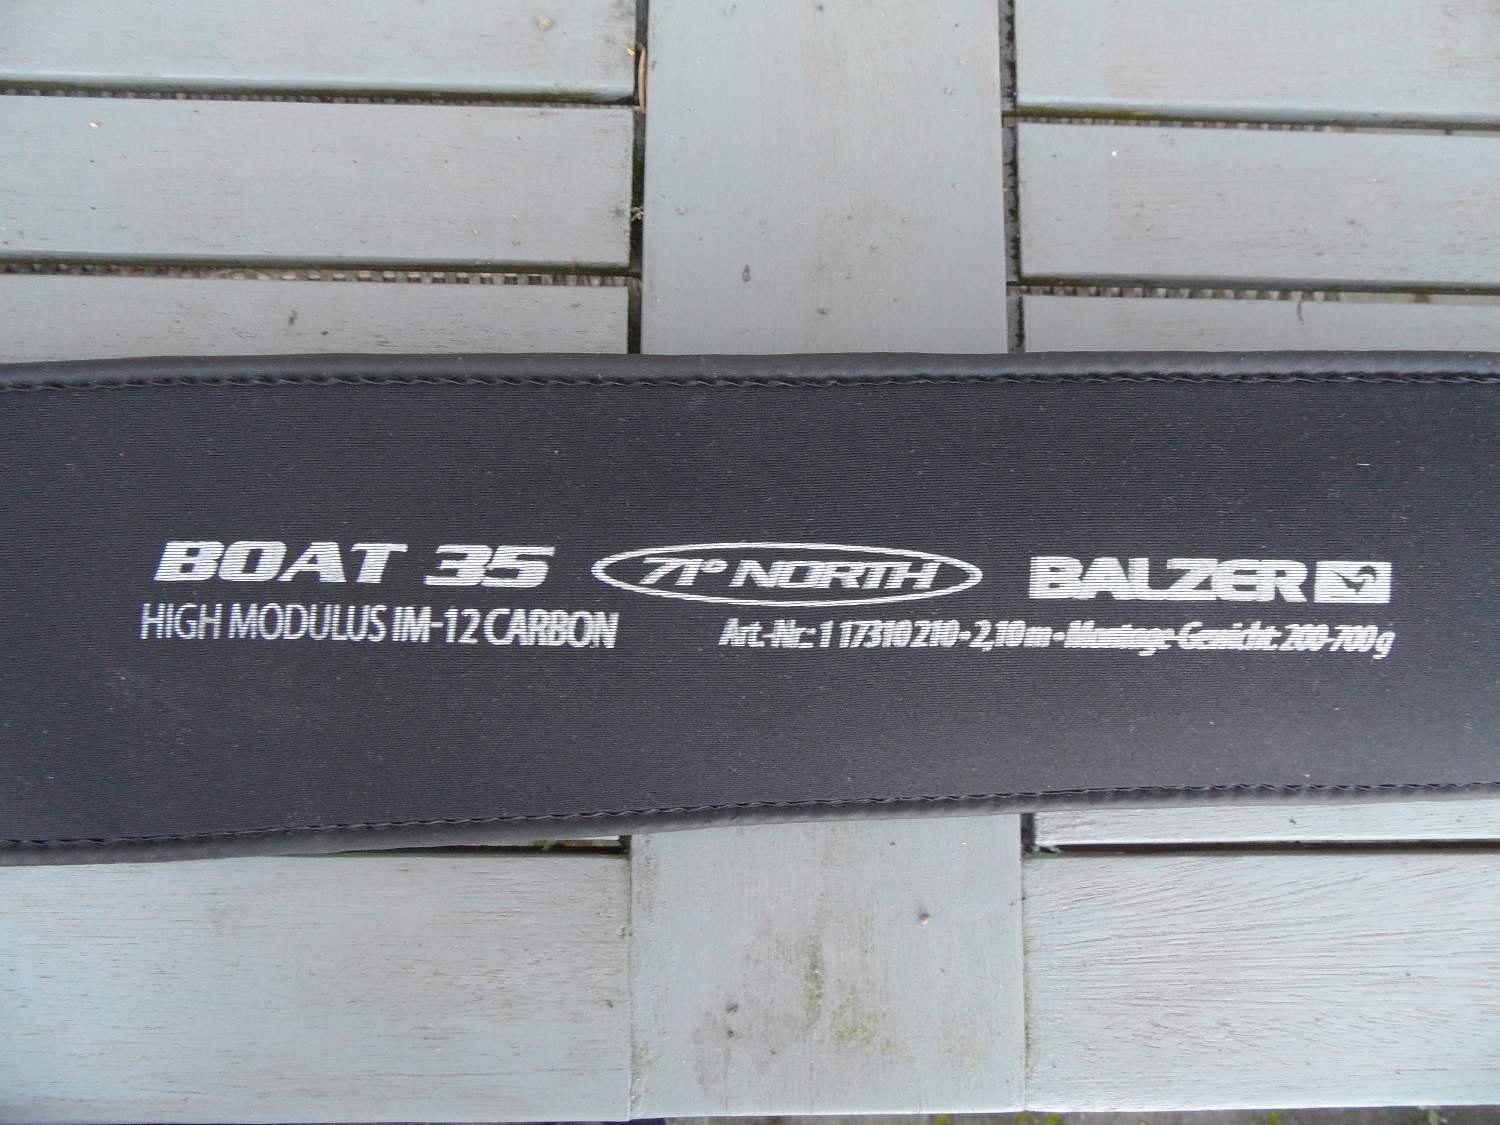 BOAT 35 71° NORTH BALZER
HIGH MODULUS IM-12 CARBON
Art.-Nr.: 1 17310 210 • 2,10 m • Montage-Gewicht: 200-700 g